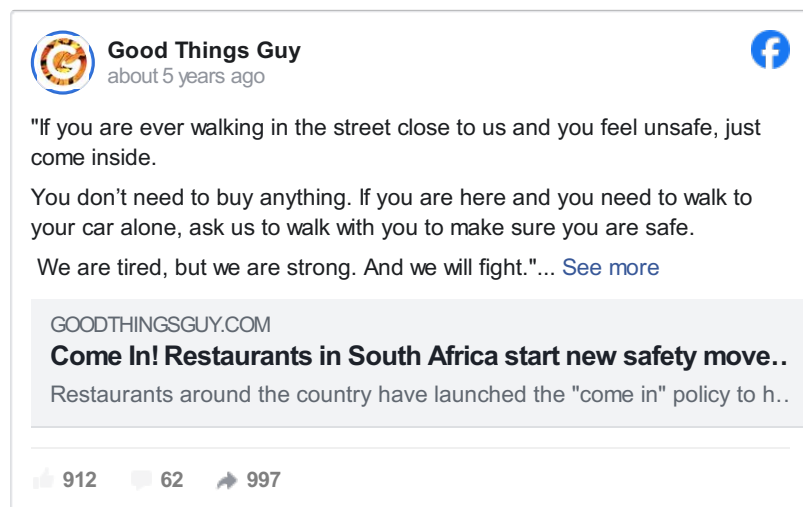 Good Things Guy
about 5 years ago
"If you are ever walking in the street close to us and you feel unsafe, just
come inside.
You don’t need to buy anything. If you are here and you need to walk to
your car alone, ask us to walk with you to make sure you are safe.
We are tired, but we are strong. And we will fight."... See more
GOODTHINGSGUY.COM
Come In! Restaurants in South Africa start new safety move..
Restaurants around the country have launched the "come in" policy to h..
912 62 997